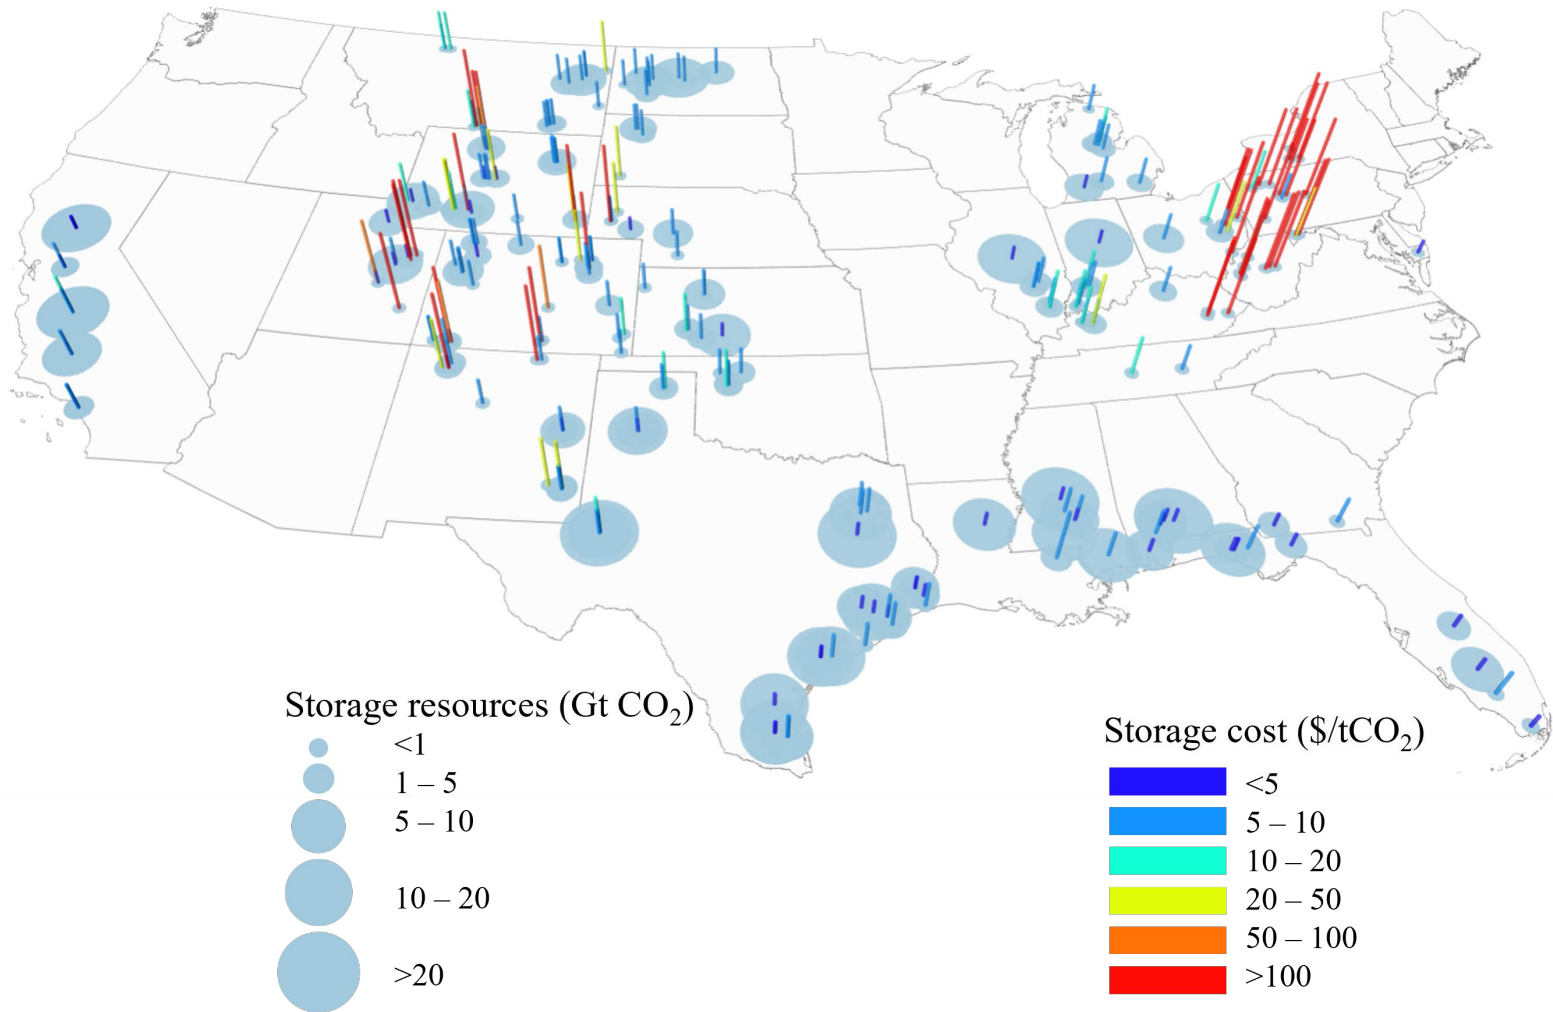 Storage resources (Gt CO₂)
<1
1 – 5
5 – 10
10 – 20
>20
Storage cost ($/tCO₂)
<5
5 – 10
10 – 20
20 – 50
50 – 100
>100